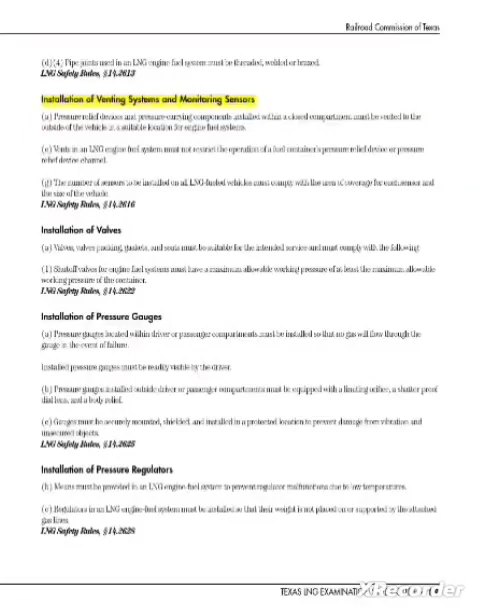 Railroad Commission of Texas
(d)(4) Pipe joints used in an LNG engine fuel system must be threaded, welded or brazed.
LNG Safety Rules, §14.2613
Installation of Venting Systems and Monitoring Sensors
(a) Pressure relief devices and pressure-carrying components installed within a closed compartment must be vented to the
outside of the vehicle in a suitable location for engine fuel systems.
(e) Vents in an LNG engine fuel system must not restrict the operation of a fuel container's pressure relief device or pressure
relief device channel.
(g) The number of sensors to be installed on all LNG-fueled vehicles must comply with the area of coverage for each sensor and
the size of the vehicle.
LNG Safety Rules, §14.2616
Installation of Valves
(a) Valves, valves packing, gaskets, and seats must be suitable for the intended service and must comply with the following:
(1) Shutoff valves for engine fuel systems must have a maximum allowable working pressure of at least the maximum allowable
working pressure of the container.
LNG Safety Rules, §14.2622
Installation of Pressure Gauges
(a) Pressure gauges located within driver or passenger compartments must be installed so that no gas will flow through the
gauge in the event of failure.
Installed pressure gauges must be readily visible by the driver.
(b) Pressure gauges installed outside driver or passenger compartments must be equipped with a limiting orifice, a shatter proof
dial lens, and a body relief.
(c) Gauges must be securely mounted, shielded, and installed in a protected location to prevent damage from vibration and
unsecured objects.
LNG Safety Rules, §14.2625
Installation of Pressure Regulators
(b) Means must be provided in an LNG engine-fuel system to prevent regulator malfunctions due to low temperatures.
(c) Regulators in an LNG engine-fuel system must be installed so that their weight is not placed on or supported by the attached
gas lines.
LNG Safety Rules, §14.2628
TEXAS LNG EXAMINATION
XRecorder